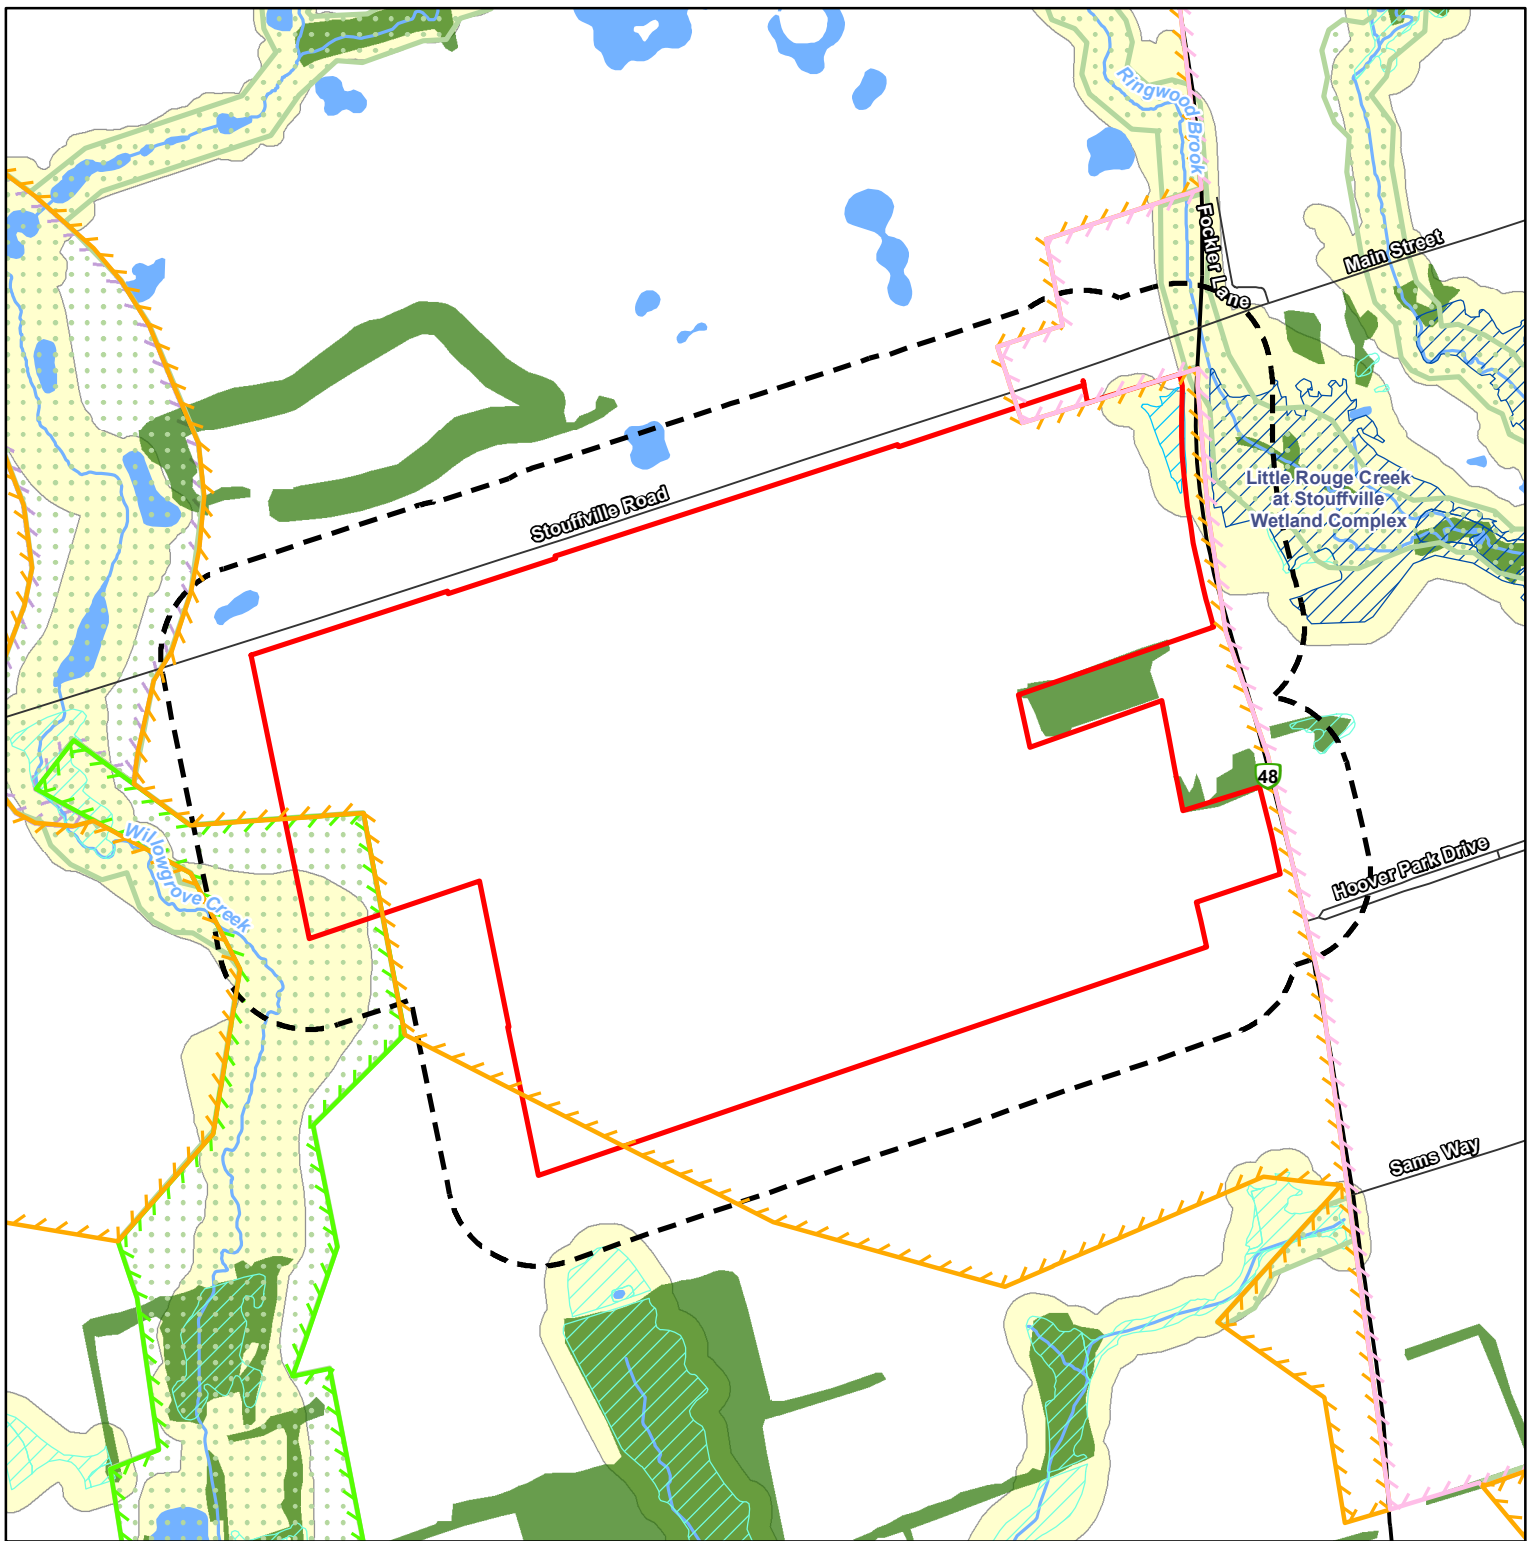 Ringwood Brook
Fockler Lane
Main Street
Little Rouge Creek
at Stouffville
Wetland Complex
Stouffville Road
48
Willowgrove Creek
Hoover Park Drive
Sams Way